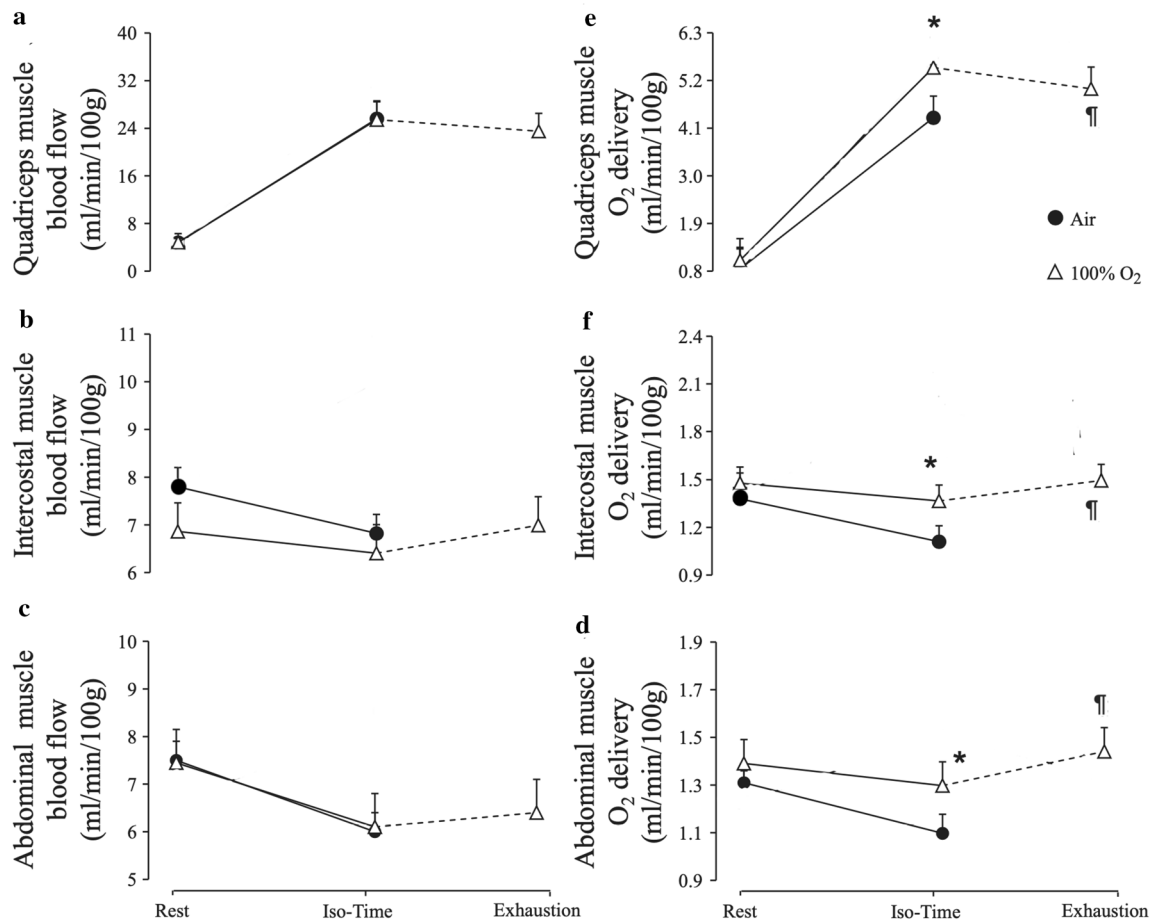 a
Quadriceps muscle
blood flow
(ml/min/100g)
40
32
24
16
8
0
e
Quadriceps muscle
O₂ delivery
(ml/min/100g)
6.3
5.2
4.1
3.0
1.9
0.8
*
¶
Air
100% O₂
b
Intercostal muscle
blood flow
(ml/min/100g)
11
10
9
8
7
6
f
Intercostal muscle
O₂ delivery
(ml/min/100g)
2.4
2.1
1.8
1.5
1.2
0.9
*
¶
c
Abdominal muscle
blood flow
(ml/min/100g)
10
9
8
7
6
5
Rest
Iso-Time
Exhaustion
d
Abdominal muscle
O₂ delivery
(ml/min/100g)
1.9
1.7
1.5
1.3
1.1
0.9
*
¶
Rest
Iso-Time
Exhaustion